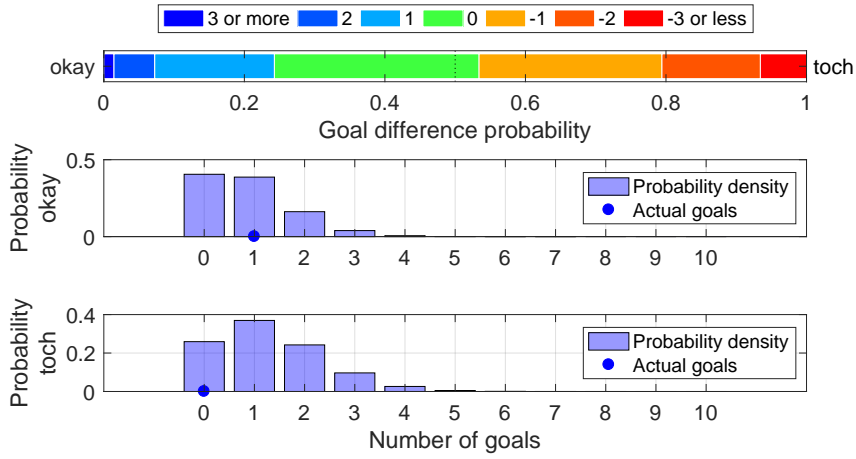 3 or more 2 1 0 -1 -2 -3 or less
okay toch
0 0.2 0.4 0.6 0.8 1
Goal difference probability
Probability
okay
0.5
0
Probability density
Actual goals
0 1 2 3 4 5 6 7 8 9 10
Probability
toch
0.4
0.2
0
Probability density
Actual goals
0 1 2 3 4 5 6 7 8 9 10
Number of goals